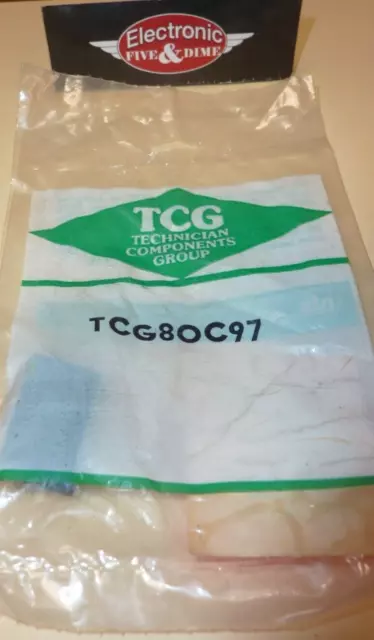 Electronic
FIVE & DIME
TCG
TECHNICIAN
COMPONENTS
GROUP
TCG80C97